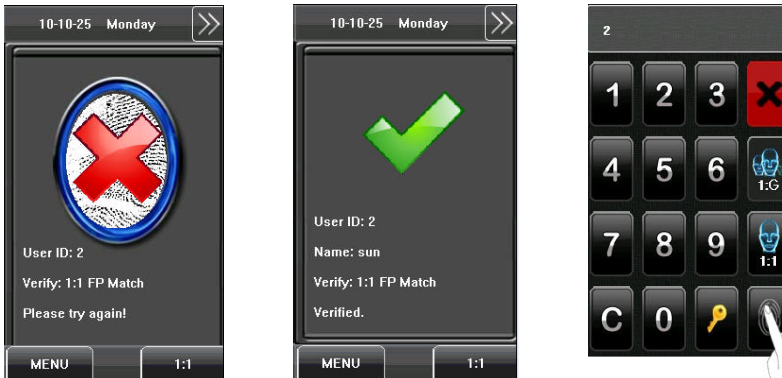 10-10-25 Monday
User ID: 2
Verify: 1:1 FP Match
Please try again!
MENU 1:1
10-10-25 Monday
User ID: 2
Name: sun
Verify: 1:1 FP Match
Verified.
MENU 1:1
2
1 2 3
4 5 6 1:G
7 8 9 1:1
C 0